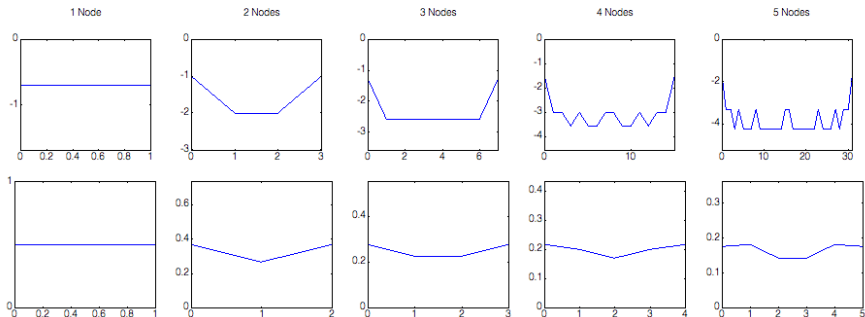 1 Node 2 Nodes 3 Nodes 4 Nodes 5 Nodes
0 0 0 0 0
-1 -1 -1 -1 -2
-2 -2 -2 -4
-3 -3 -3
-4
0 0.2 0.4 0.6 0.8 1 0 1 2 3 0 2 4 6 0 10 0 10 20 30
1 0.6 0.4 0.4 0.3
0.4 0.2 0.3 0.2
0.2 0 0.2 0.1
0 0 0.1 0
0
0 0.2 0.4 0.6 0.8 1 0 1 2 0 1 2 3 0 1 2 3 4 0 1 2 3 4 5